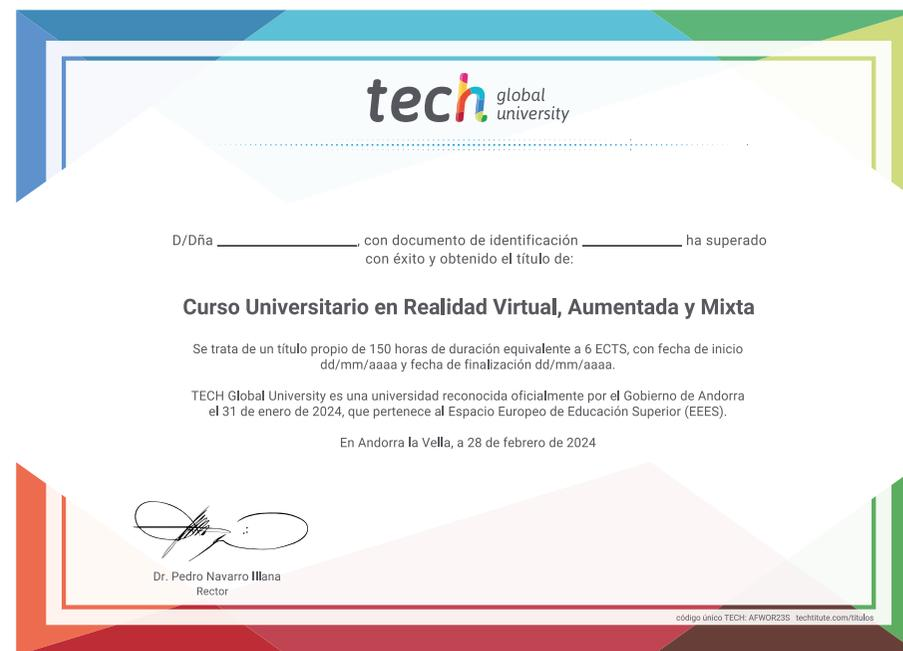 tech global
university
D/Dña ____________________, con documento de identificación ______________ ha superado
con éxito y obtenido el título de:
Curso Universitario en Realidad Virtual, Aumentada y Mixta
Se trata de un título propio de 150 horas de duración equivalente a 6 ECTS, con fecha de inicio
dd/mm/aaaa y fecha de finalización dd/mm/aaaa.
TECH Global University es una universidad reconocida oficialmente por el Gobierno de Andorra
el 31 de enero de 2024, que pertenece al Espacio Europeo de Educación Superior (EEES).
En Andorra la Vella, a 28 de febrero de 2024
Dr. Pedro Navarro Illana
Rector
código único TECH: AFWOR23S techtitute.com/titulos